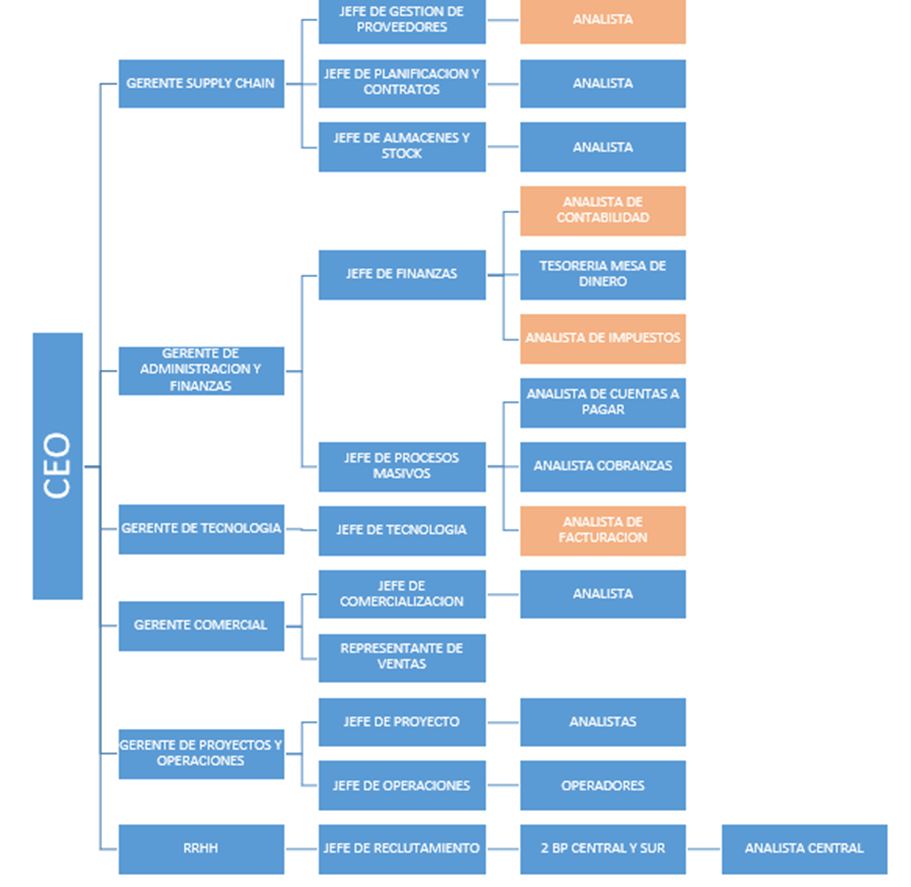 JEFE DE GESTION DE
PROVEEDORES
ANALISTA
GERENTE SUPPLY CHAIN
JEFE DE PLANIFICACION Y
CONTRATOS
ANALISTA
JEFE DE ALMACENES Y
STOCK
ANALISTA
ANALISTA DE
CONTABILIDAD
JEFE DE FINANZAS
TESORERIA MESA DE
DINERO
ANALISTA DE IMPUESTOS
GERENTE DE
ADMINISTRACION Y
FINANZAS
ANALISTA DE CUENTAS A
PAGAR
CEO
JEFE DE PROCESOS
MASIVOS
ANALISTA COBRANZAS
GERENTE DE TECNOLOGIA
JEFE DE TECNOLOGIA
ANALISTA DE
FACTURACION
JEFE DE
COMERCIALIZACION
ANALISTA
GERENTE COMERCIAL
REPRESENTANTE DE
VENTAS
JEFE DE PROYECTO
ANALISTAS
GERENTE DE PROYECTOS Y
OPERACIONES
JEFE DE OPERACIONES
OPERADORES
RRHH
JEFE DE RECLUTAMIENTO
2 BP CENTRAL Y SUR
ANALISTA CENTRAL